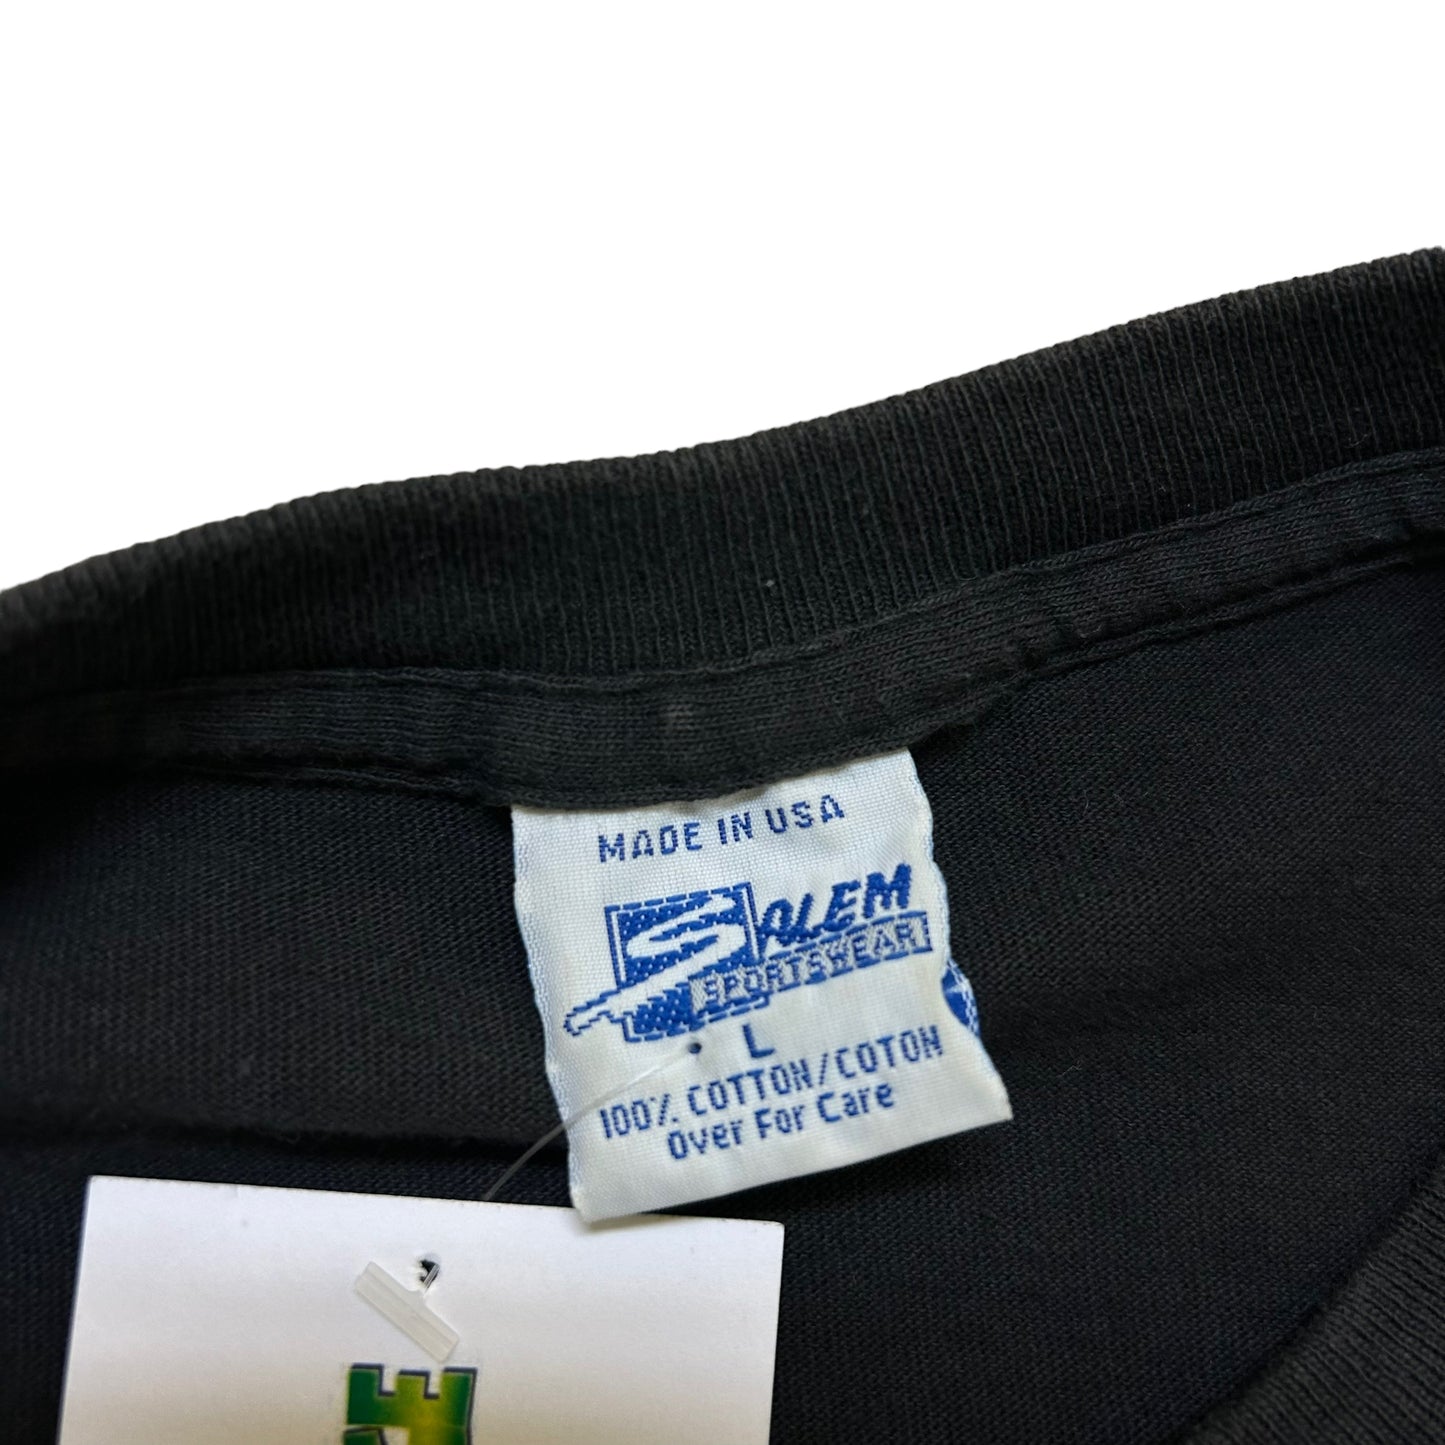 MADE IN USA
SALEM
SPORTSWEAR
L
100% COTTON/COTON
Over For Care